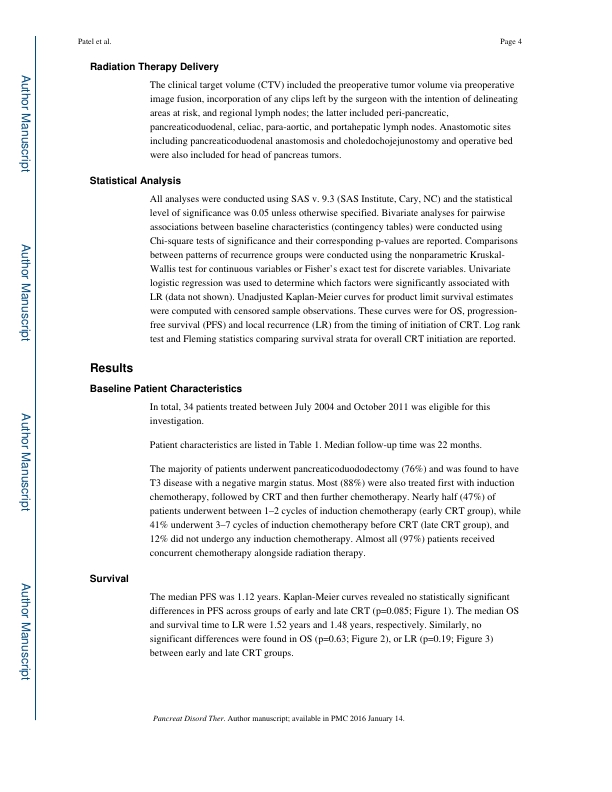 Patel et al.
Page 4
Radiation Therapy Delivery
The clinical target volume (CTV) included the preoperative tumor volume via preoperative
image fusion, incorporation of any clips left by the surgeon with the intention of delineating
areas at risk, and regional lymph nodes; the latter included peri-pancreatic,
pancreaticoduodenal, celiac, para-aortic, and portahepatic lymph nodes. Anastomotic sites
including pancreaticoduodenal anastomosis and choledochojejunostomy and operative bed
were also included for head of pancreas tumors.
Statistical Analysis
All analyses were conducted using SAS v. 9.3 (SAS Institute, Cary, NC) and the statistical
level of significance was 0.05 unless otherwise specified. Bivariate analyses for pairwise
associations between baseline characteristics (contingency tables) were conducted using
Chi-square tests of significance and their corresponding p-values are reported. Comparisons
between patterns of recurrence groups were conducted using the nonparametric Kruskal-
Wallis test for continuous variables or Fisher's exact test for discrete variables. Univariate
logistic regression was used to determine which factors were significantly associated with
LR (data not shown). Unadjusted Kaplan-Meier curves for product limit survival estimates
were computed with censored sample observations. These curves were for OS, progression-
free survival (PFS) and local recurrence (LR) from the timing of initiation of CRT. Log rank
test and Fleming statistics comparing survival strata for overall CRT initiation are reported.
Results
Baseline Patient Characteristics
In total, 34 patients treated between July 2004 and October 2011 was eligible for this
investigation.
Patient characteristics are listed in Table 1. Median follow-up time was 22 months.
The majority of patients underwent pancreaticoduododectomy (76%) and was found to have
T3 disease with a negative margin status. Most (88%) were also treated first with induction
chemotherapy, followed by CRT and then further chemotherapy. Nearly half (47%) of
patients underwent between 1–2 cycles of induction chemotherapy (early CRT group), while
41% underwent 3–7 cycles of induction chemotherapy before CRT (late CRT group), and
12% did not undergo any induction chemotherapy. Almost all (97%) patients received
concurrent chemotherapy alongside radiation therapy.
Survival
The median PFS was 1.12 years. Kaplan-Meier curves revealed no statistically significant
differences in PFS across groups of early and late CRT (p=0.085; Figure 1). The median OS
and survival time to LR were 1.52 years and 1.48 years, respectively. Similarly, no
significant differences were found in OS (p=0.63; Figure 2), or LR (p=0.19; Figure 3)
between early and late CRT groups.
Pancreat Disord Ther. Author manuscript; available in PMC 2016 January 14.
Author Manuscript
Author Manuscript
Author Manuscript
Author Manuscript